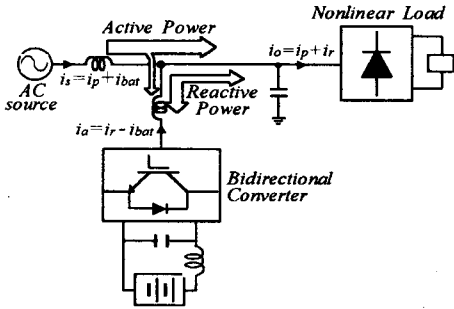 Active Power
Nonlinear Load
i_o=i_p+i_r
i_s=i_p+i_bat
AC
source
Reactive
Power
i_a=i_r-i_bat
Bidirectional
Converter